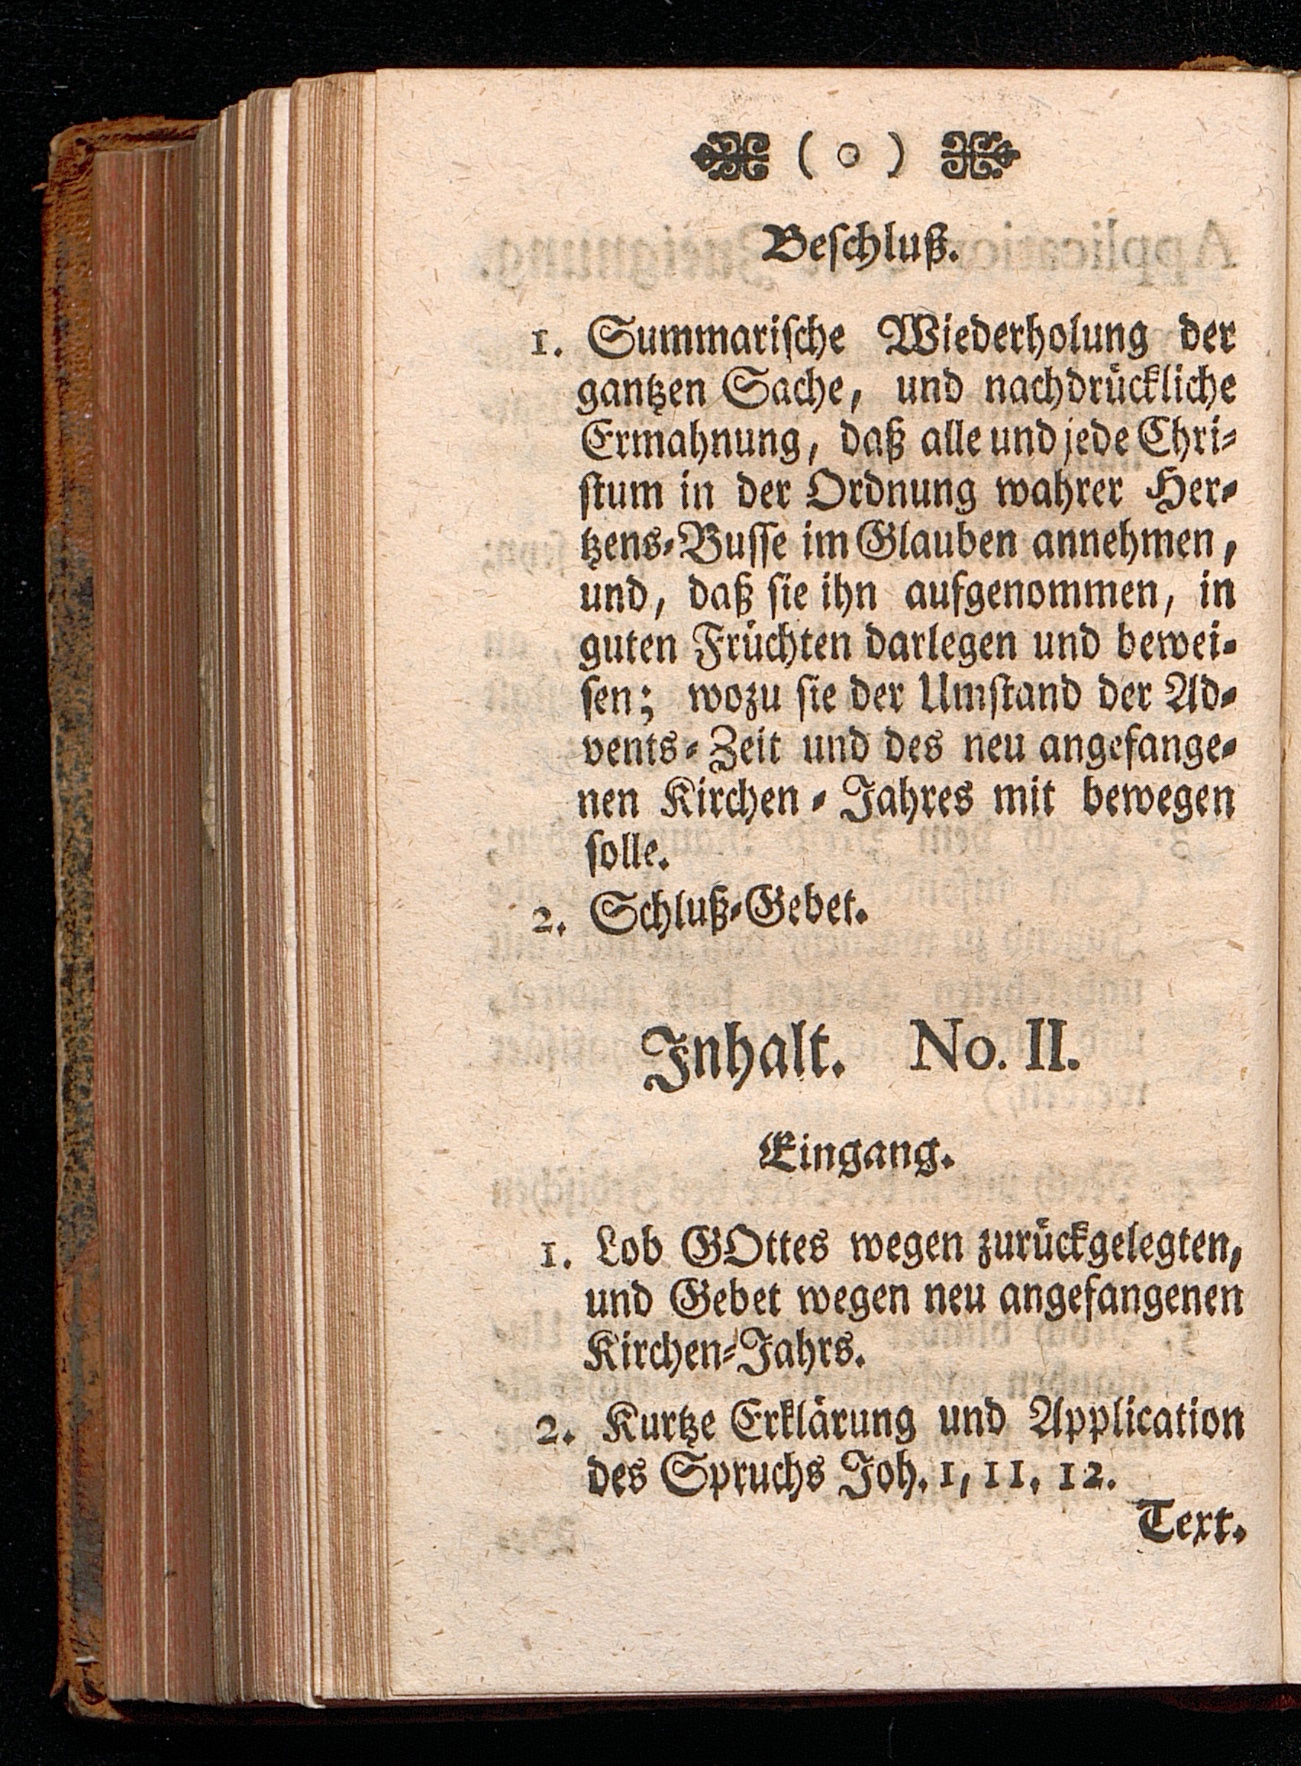 ( o )
Beschluß.
1. Summarische Wiederholung der
gantzen Sache, und nachdrückliche
Ermahnung, daß alle und jede Chri-
stum in der Ordnung wahrer Her-
tzens-Busse im Glauben annehmen,
und, daß sie ihn aufgenommen, in
guten Früchten darlegen und bewei-
sen; wozu sie der Umstand der Ad-
vents-Zeit und des neu angefange-
nen Kirchen-Jahres mit bewegen
solle.
2. Schluß-Gebet.
Inhalt. No. II.
Eingang.
1. Lob GOttes wegen zurückgelegten,
und Gebet wegen neu angefangenen
Kirchen-Jahrs.
2. Kurtze Erklärung und Application
des Spruchs Joh. 1, 11. 12.
Text.